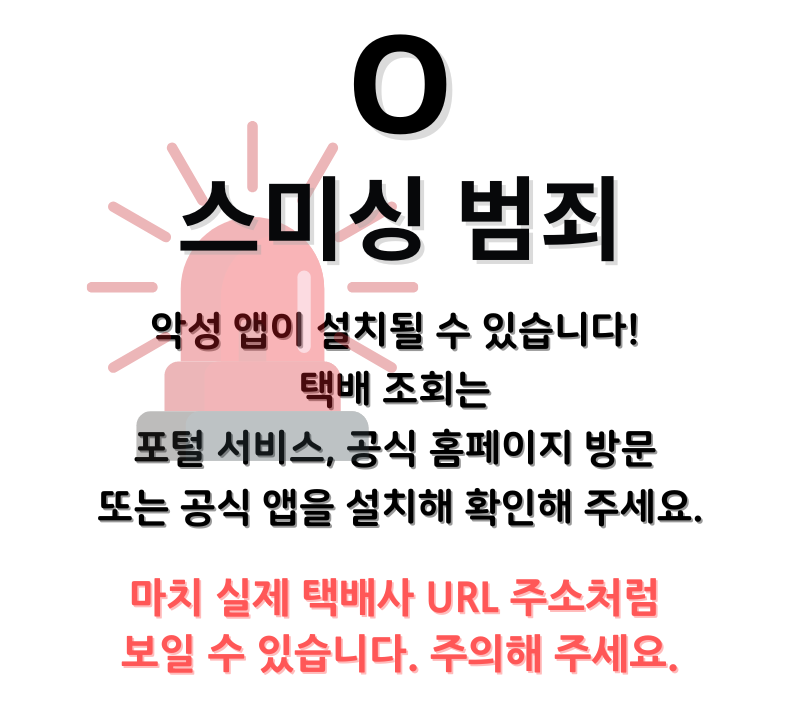 O
스미싱 범죄
악성 앱이 설치될 수 있습니다!
택배 조회는
포털 서비스, 공식 홈페이지 방문
또는 공식 앱을 설치해 확인해 주세요.
마치 실제 택배사 URL 주소처럼
보일 수 있습니다. 주의해 주세요.